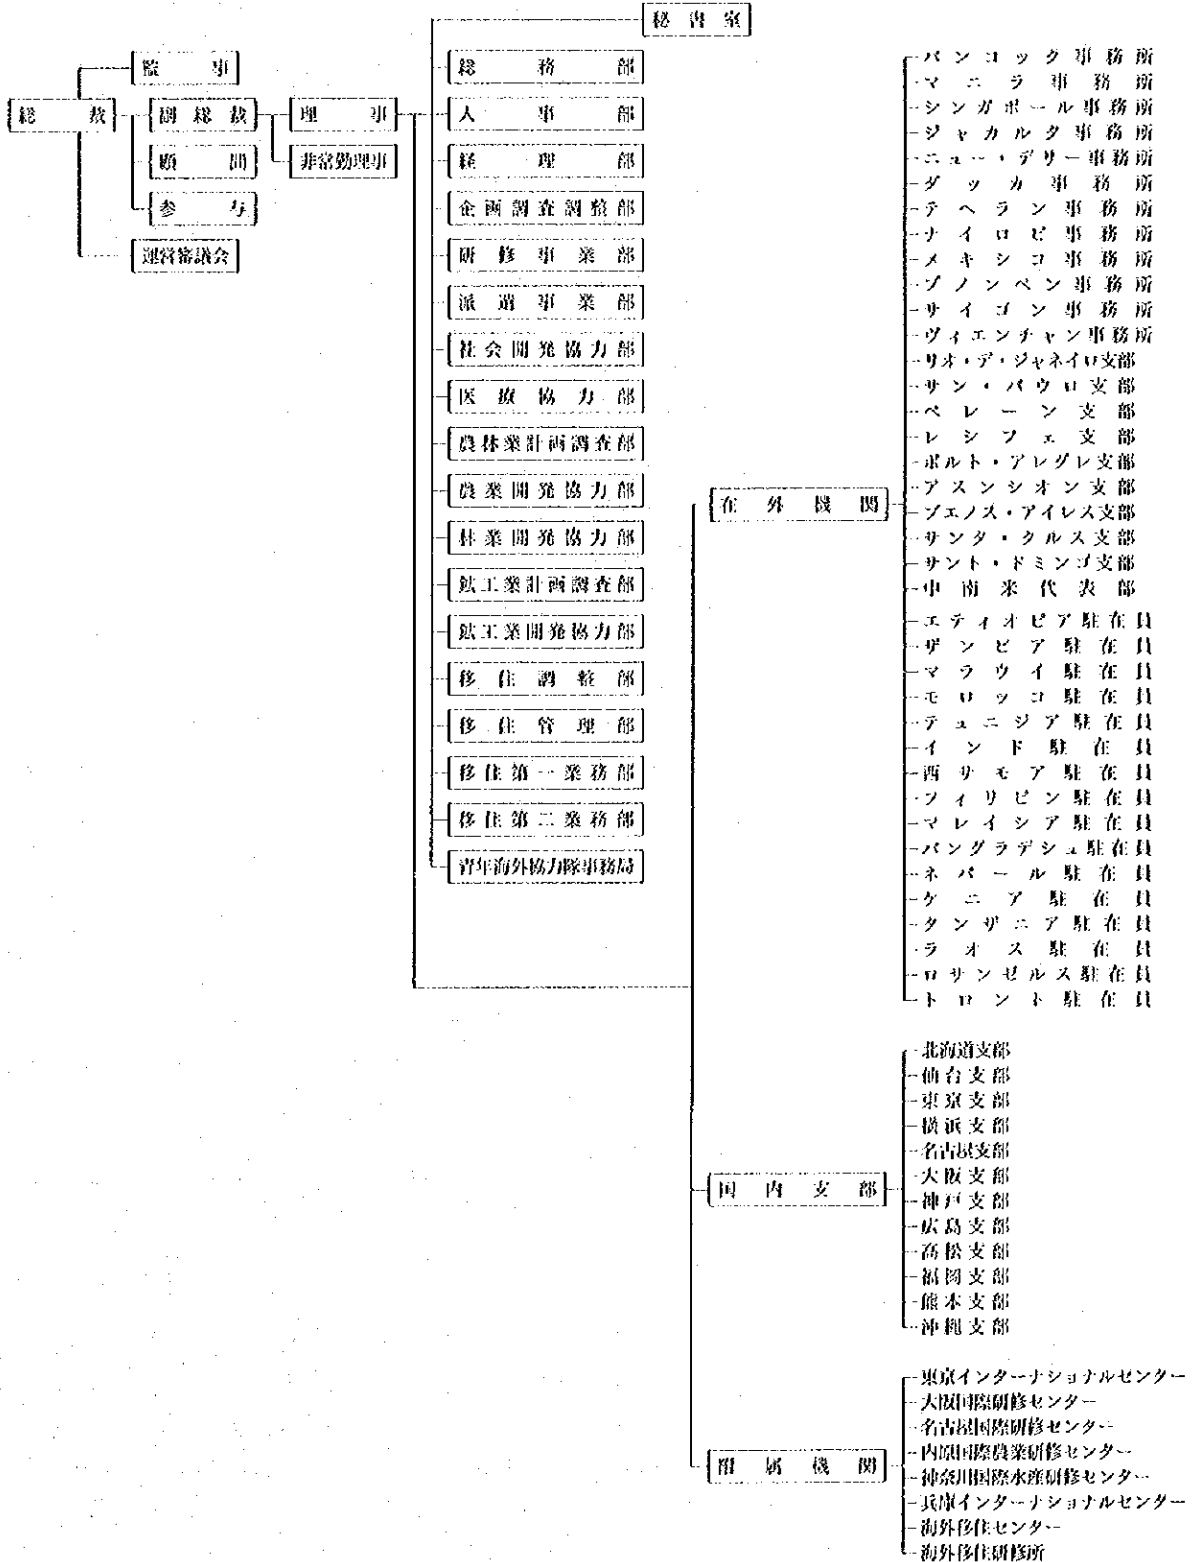 総裁
監事
副総裁
顧問
参与
運営審議会
理事
非常勤理事
秘書室
総務部
人事部
経理部
企画調査調整部
研修事業部
派遣事業部
社会開発協力部
医療協力部
農林業計画調査部
農業開発協力部
林業開発協力部
鉱工業計画調査部
鉱工業開発協力部
移住調整部
移住管理部
移住第一業務部
移住第二業務部
青年海外協力隊事務局
在外機関
バンコック事務所
マニラ事務所
シンガポール事務所
ジャカルタ事務所
ニュー・デリー事務所
ダッカ事務所
テヘラン事務所
ナイロビ事務所
メキシコ事務所
プノンペン事務所
サイゴン事務所
ヴィエンチャン事務所
リオ・デ・ジャネイロ支部
サン・パウロ支部
ベレーン支部
レシフェ支部
ポルト・アレグレ支部
アスンシオン支部
ブエノス・アイレス支部
サンタ・クルス支部
サント・ドミンゴ支部
中南米代表部
エティオピア駐在員
ザンビア駐在員
マラウイ駐在員
モロッコ駐在員
テュニジア駐在員
インド駐在員
西サモア駐在員
フィリピン駐在員
マレイシア駐在員
バングラデシュ駐在員
ネパール駐在員
ケニア駐在員
タンザニア駐在員
ラオス駐在員
ロサンゼルス駐在員
トロント駐在員
国内支部
北海道支部
仙台支部
東京支部
横浜支部
名古屋支部
大阪支部
神戸支部
広島支部
高松支部
福岡支部
熊本支部
沖縄支部
附属機関
東京インターナショナルセンター
大阪国際研修センター
名古屋国際研修センター
内原国際農業研修センター
神奈川国際水産研修センター
兵庫インターナショナルセンター
海外移住センター
海外移住研修所